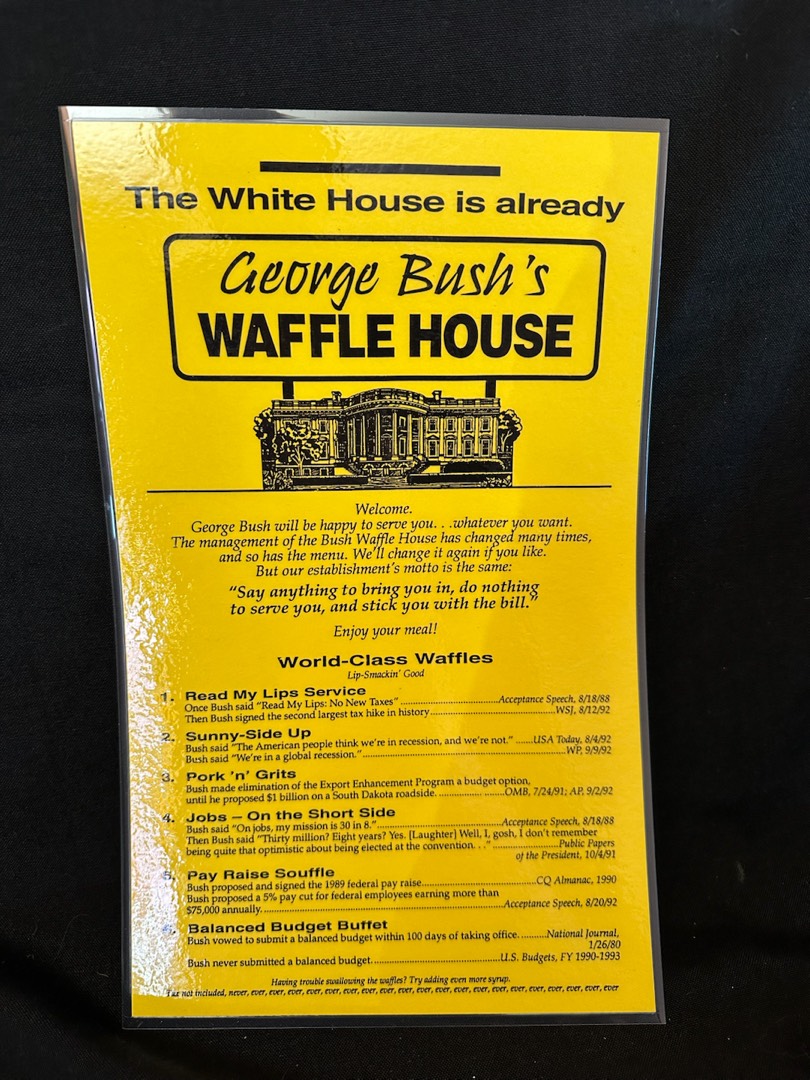 The White House is already
George Bush's
WAFFLE HOUSE
Welcome.
George Bush will be happy to serve you. . .whatever you want.
The management of the Bush Waffle House has changed many times,
and so has the menu. We'll change it again if you like.
But our establishment's motto is the same:
"Say anything to bring you in, do nothing
to serve you, and stick you with the bill."
Enjoy your meal!
World-Class Waffles
Lip-Smackin' Good
1. Read My Lips Service
Once Bush said "Read My Lips: No New Taxes" ..............................Acceptance Speech, 8/18/88
Then Bush signed the second largest tax hike in history........................................WSJ, 8/12/92
2. Sunny-Side Up
Bush said "The American people think we're in recession, and we're not." ......USA Today, 8/4/92
Bush said "We're in a global recession."..................................................................WP, 9/9/92
3. Pork 'n' Grits
Bush made elimination of the Export Enhancement Program a budget option,
until he proposed $1 billion on a South Dakota roadside. ....................OMB, 7/24/91; AP, 9/2/92
4. Jobs – On the Short Side
Bush said "On jobs, my mission is 30 in 8."........................................Acceptance Speech, 8/18/88
Then Bush said "Thirty million? Eight years? Yes. [Laughter] Well, I, gosh, I don't remember
being quite that optimistic about being elected at the convention. . ." ........................Public Papers
of the President, 10/4/91
5. Pay Raise Souffle
Bush proposed and signed the 1989 federal pay raise....................................CQ Almanac, 1990
Bush proposed a 5% pay cut for federal employees earning more than
$75,000 annually...............................................................................Acceptance Speech, 8/20/92
6. Balanced Budget Buffet
Bush vowed to submit a balanced budget within 100 days of taking office..........National Journal,
1/26/80
Bush never submitted a balanced budget........................................U.S. Budgets, FY 1990-1993
Having trouble swallowing the waffles? Try adding even more syrup.
Tax not included, never, ever, ever, ever, ever, ever, ever, ever, ever, ever, ever, ever, ever, ever, ever, ever, ever, ever, ever, ever, ever